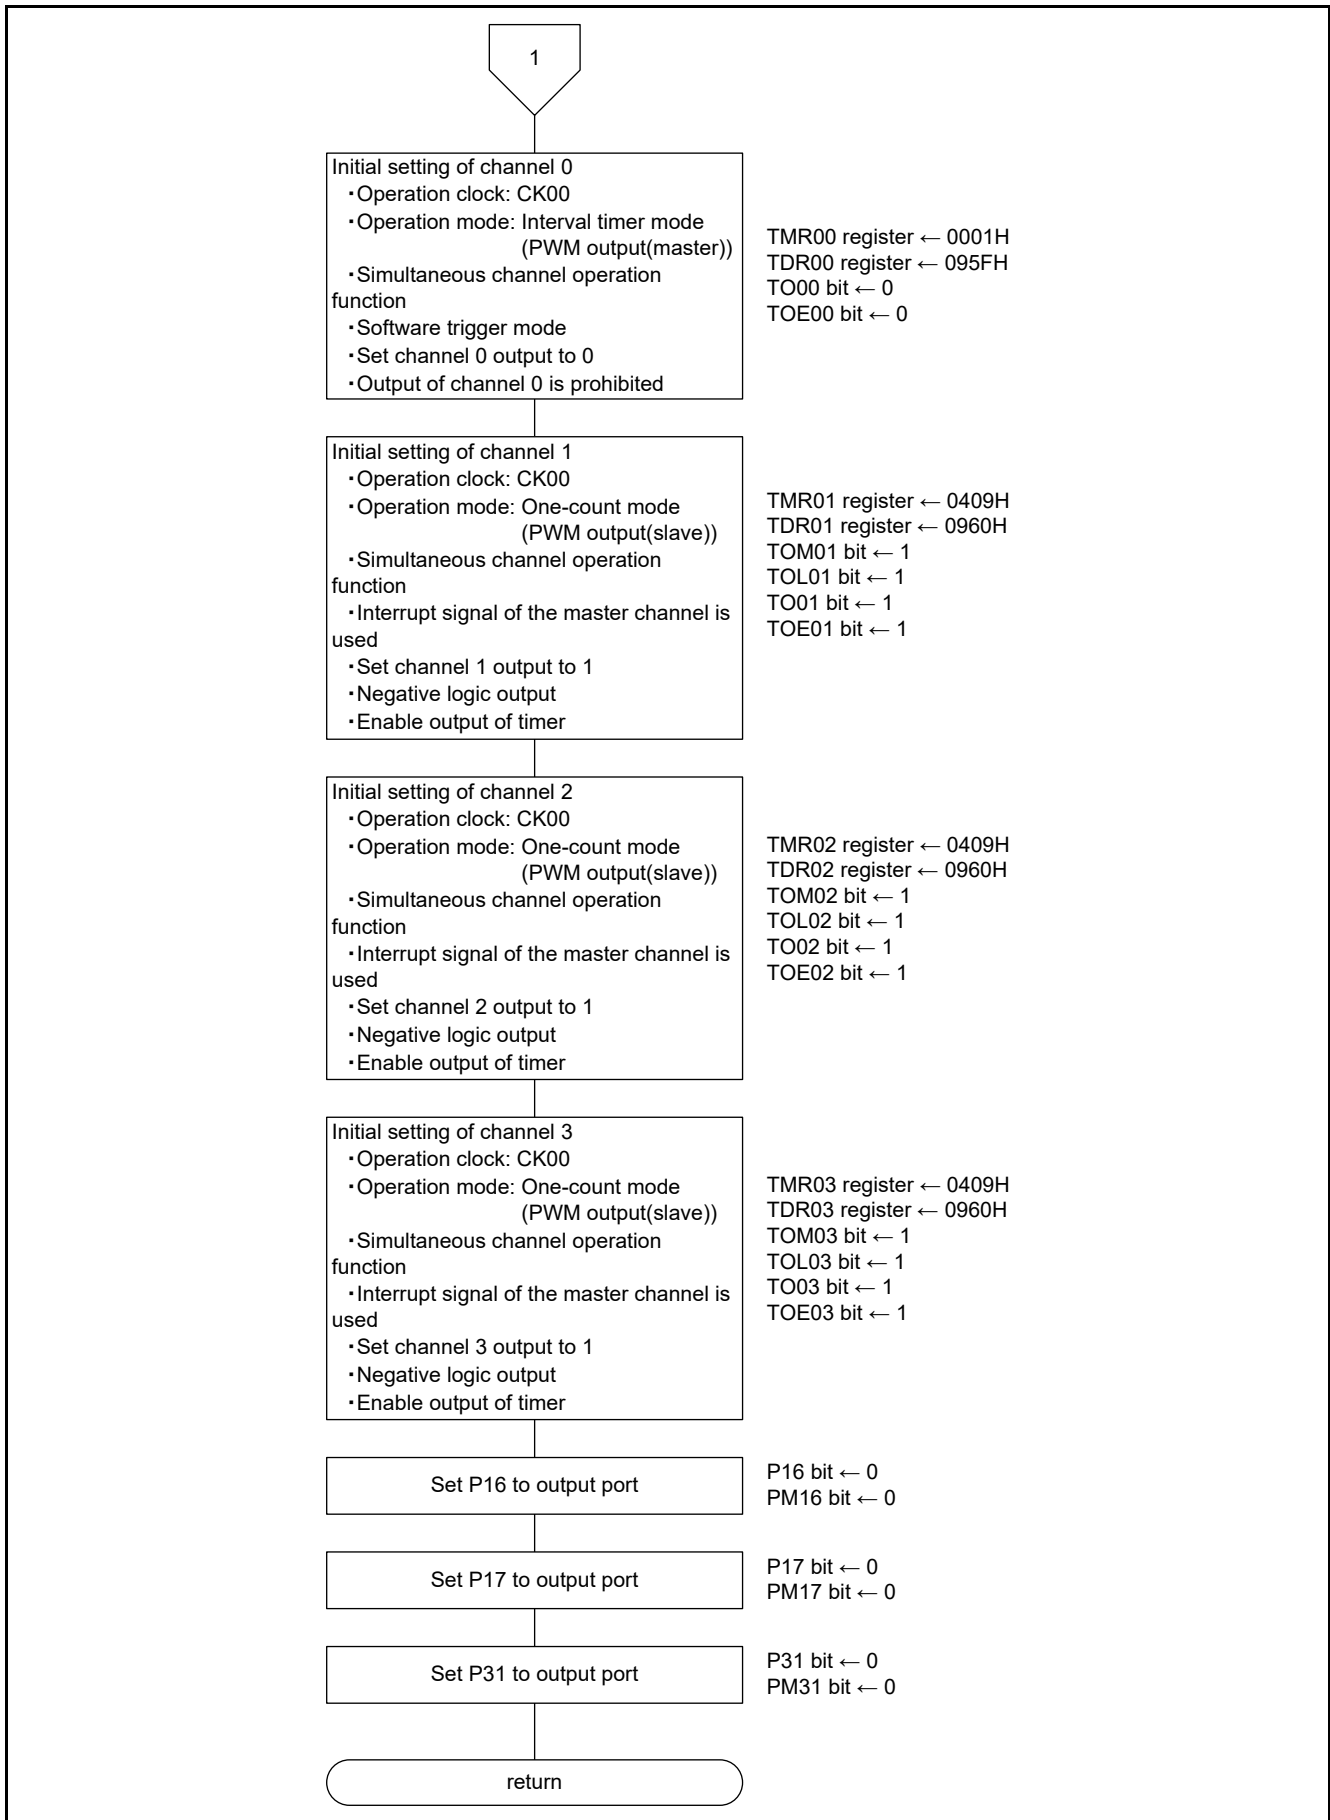 1
Initial setting of channel 0
・Operation clock: CK00
・Operation mode: Interval timer mode
(PWM output(master))
・Simultaneous channel operation
function
・Software trigger mode
・Set channel 0 output to 0
・Output of channel 0 is prohibited
TMR00 register ← 0001H
TDR00 register ← 095FH
TO00 bit ← 0
TOE00 bit ← 0
Initial setting of channel 1
・Operation clock: CK00
・Operation mode: One-count mode
(PWM output(slave))
・Simultaneous channel operation
function
・Interrupt signal of the master channel is
used
・Set channel 1 output to 1
・Negative logic output
・Enable output of timer
TMR01 register ← 0409H
TDR01 register ← 0960H
TOM01 bit ← 1
TOL01 bit ← 1
TO01 bit ← 1
TOE01 bit ← 1
Initial setting of channel 2
・Operation clock: CK00
・Operation mode: One-count mode
(PWM output(slave))
・Simultaneous channel operation
function
・Interrupt signal of the master channel is
used
・Set channel 2 output to 1
・Negative logic output
・Enable output of timer
TMR02 register ← 0409H
TDR02 register ← 0960H
TOM02 bit ← 1
TOL02 bit ← 1
TO02 bit ← 1
TOE02 bit ← 1
Initial setting of channel 3
・Operation clock: CK00
・Operation mode: One-count mode
(PWM output(slave))
・Simultaneous channel operation
function
・Interrupt signal of the master channel is
used
・Set channel 3 output to 1
・Negative logic output
・Enable output of timer
TMR03 register ← 0409H
TDR03 register ← 0960H
TOM03 bit ← 1
TOL03 bit ← 1
TO03 bit ← 1
TOE03 bit ← 1
Set P16 to output port
P16 bit ← 0
PM16 bit ← 0
Set P17 to output port
P17 bit ← 0
PM17 bit ← 0
Set P31 to output port
P31 bit ← 0
PM31 bit ← 0
return